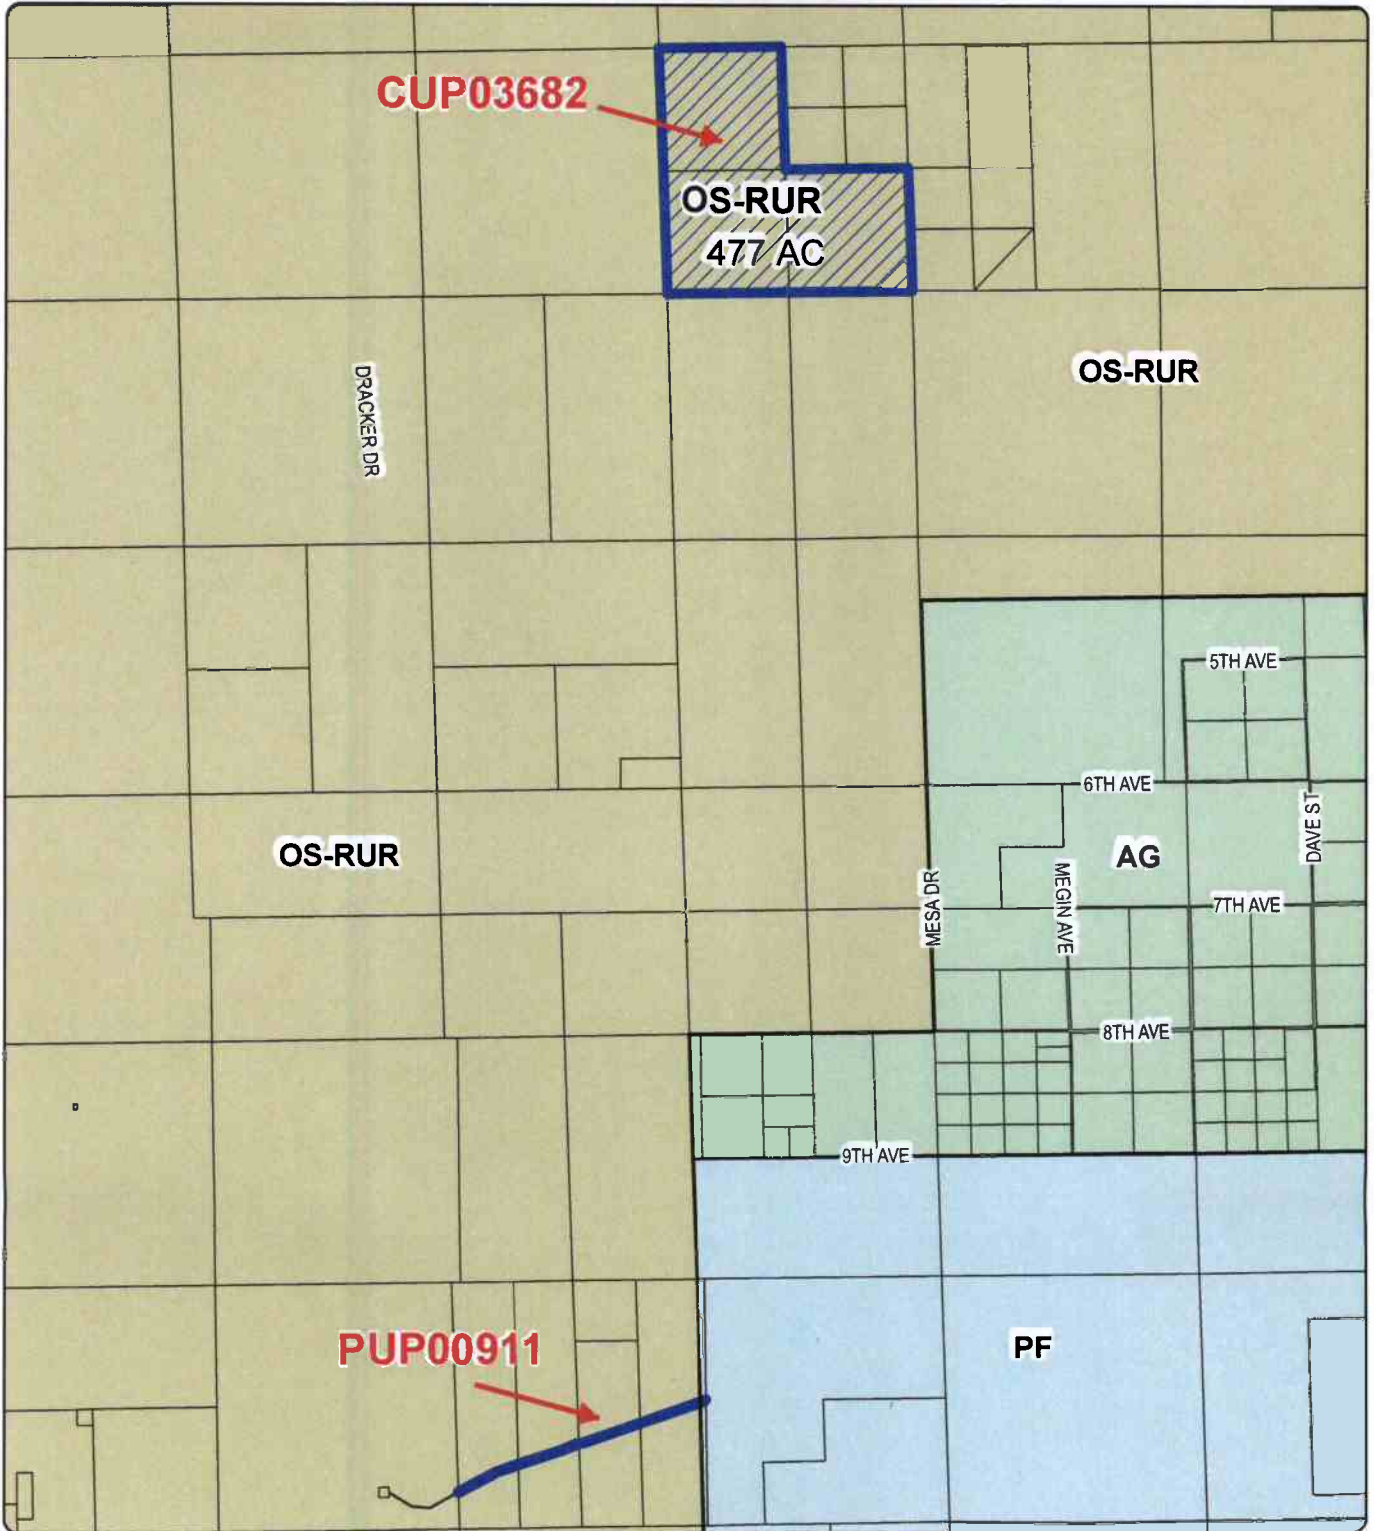 CUP03682
OS-RUR
477 AC
OS-RUR
DRACKER DR
5TH AVE
6TH AVE
DAVE ST
OS-RUR
AG
MESA DR
MEGIN AVE
7TH AVE
8TH AVE
9TH AVE
PUP00911
PF